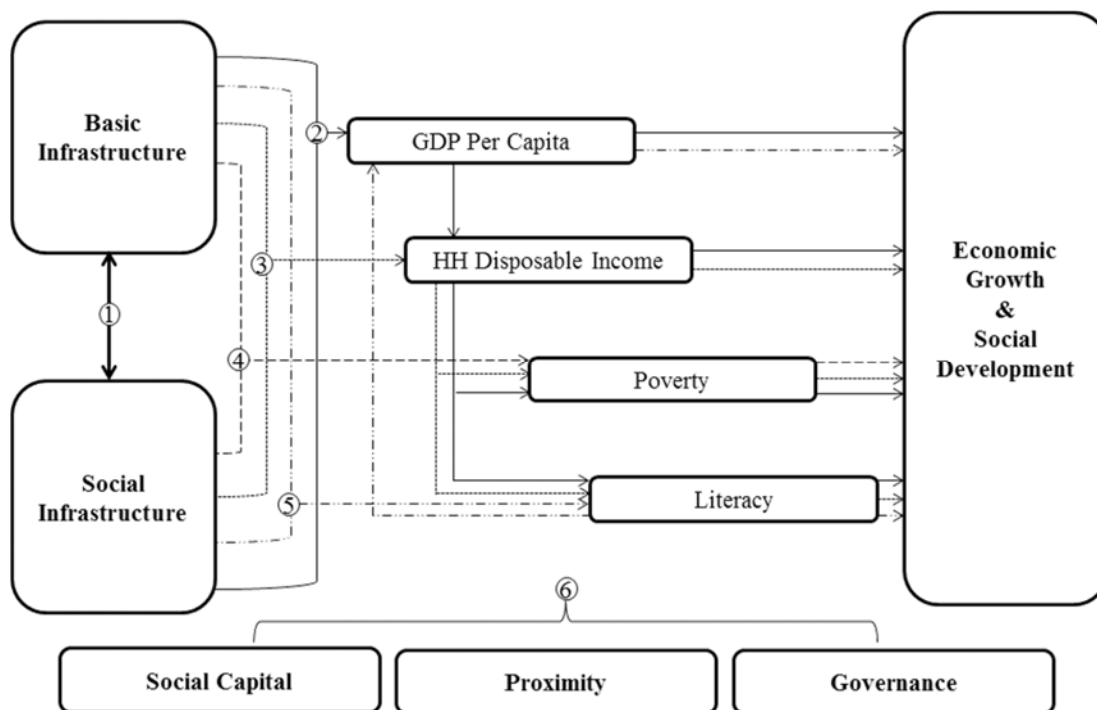 Basic
Infrastructure
②
GDP Per Capita
③
HH Disposable Income
Economic
Growth
&
Social
Development
①
④
Poverty
Social
Infrastructure
⑤
Literacy
⑥
Social Capital
Proximity
Governance